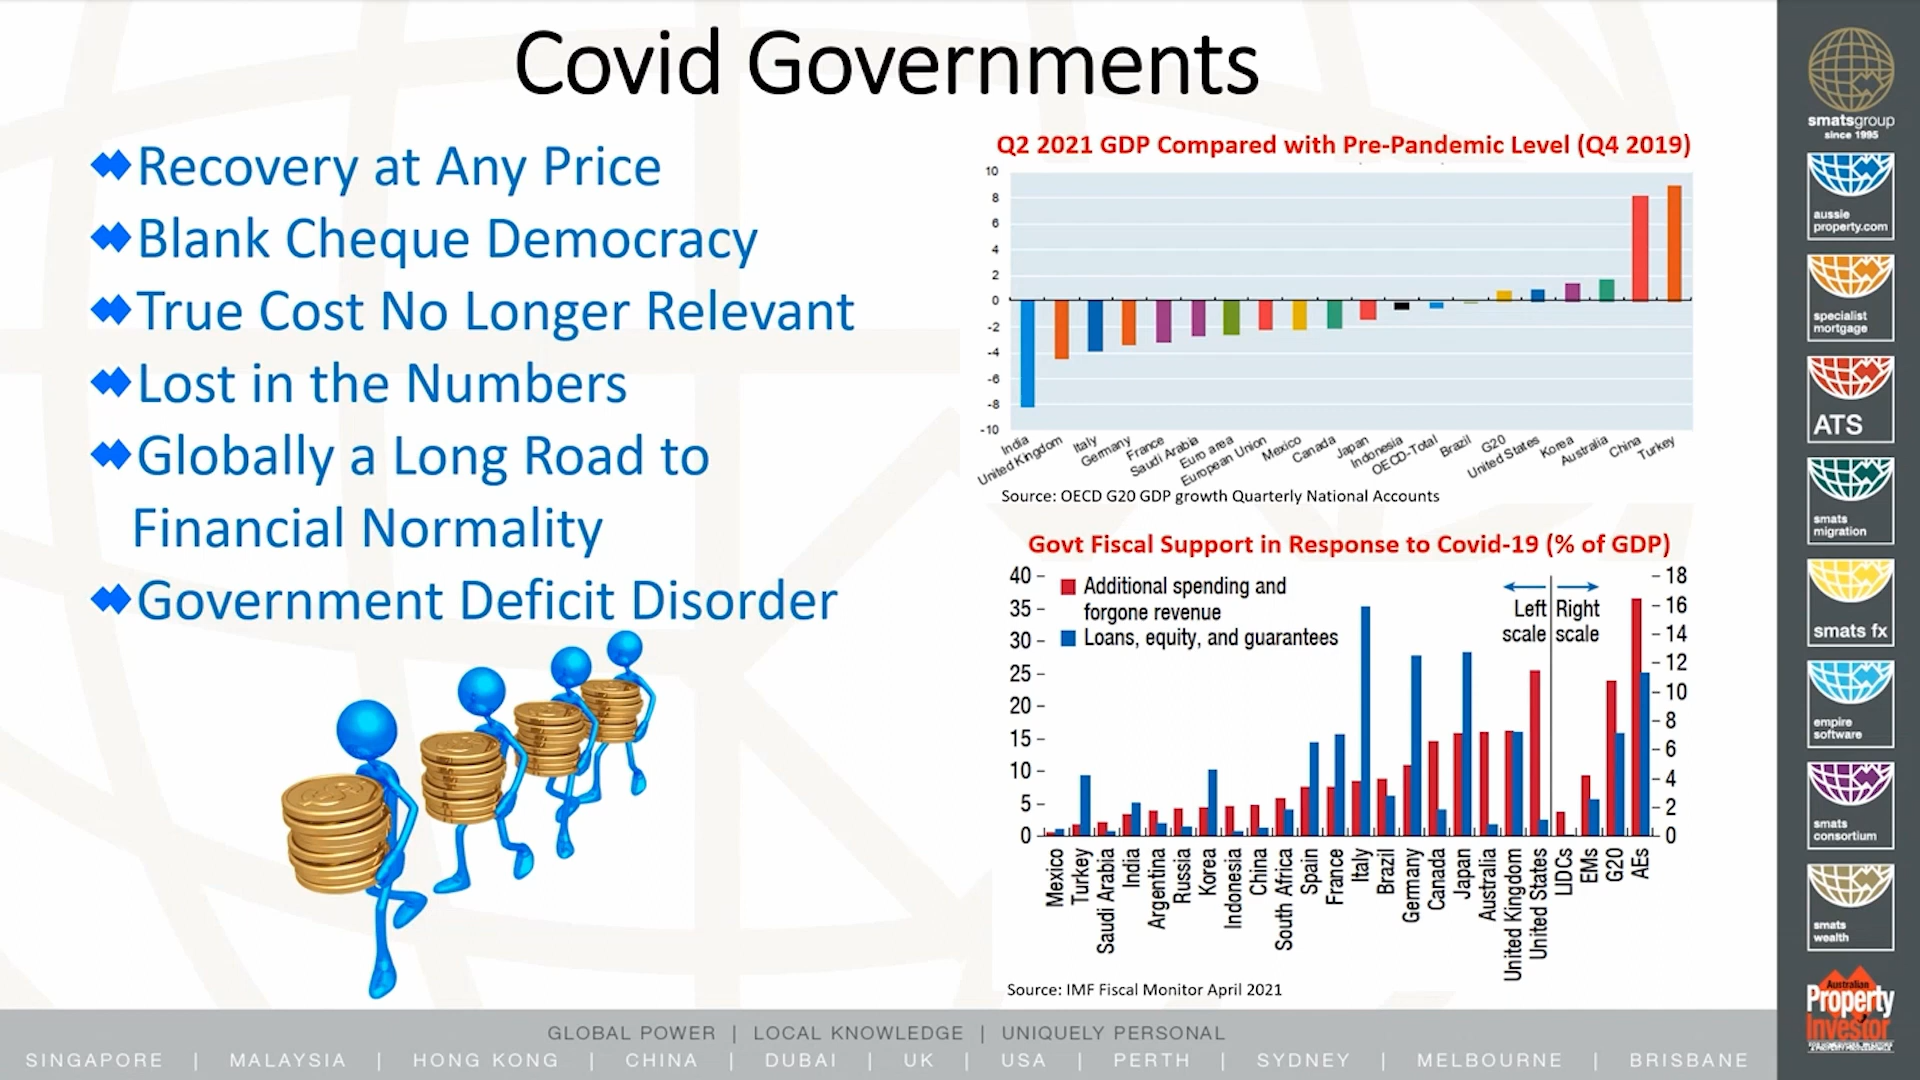 Covid Governments
Recovery at Any Price
Blank Cheque Democracy
True Cost No Longer Relevant
Lost in the Numbers
Globally a Long Road to
Financial Normality
Government Deficit Disorder
Q2 2021 GDP Compared with Pre-Pandemic Level (Q4 2019)
10
8
6
4
2
0
-2
-4
-6
-8
-10
India
United Kingdom
Italy
Germany
France
Saudi Arabia
Euro area
European Union
Mexico
Canada
Japan
Indonesia
OECD-Total
Brazil
G20
United States
Korea
Australia
China
Turkey
Source: OECD G20 GDP growth Quarterly National Accounts
Govt Fiscal Support in Response to Covid-19 (% of GDP)
Additional spending and
forgone revenue
Loans, equity, and guarantees
Left scale
Right scale
40
35
30
25
20
15
10
5
0
18
16
14
12
10
8
6
4
2
0
Mexico
Turkey
Saudi Arabia
India
Argentina
Russia
Korea
Indonesia
China
South Africa
Spain
France
Italy
Brazil
Germany
Canada
Japan
Australia
United Kingdom
United States
LIDCs
EMs
G20
AEs
Source: IMF Fiscal Monitor April 2021
smatsgroup
since 1995
aussie
property.com
specialist
mortgage
ATS
smats
migration
smats fx
empire
software
smats
consortium
smats
wealth
Australian
Property
Investor
GLOBAL POWER | LOCAL KNOWLEDGE | UNIQUELY PERSONAL
SINGAPORE | MALAYSIA | HONG KONG | CHINA | DUBAI | UK | USA | PERTH | SYDNEY | MELBOURNE | BRISBANE